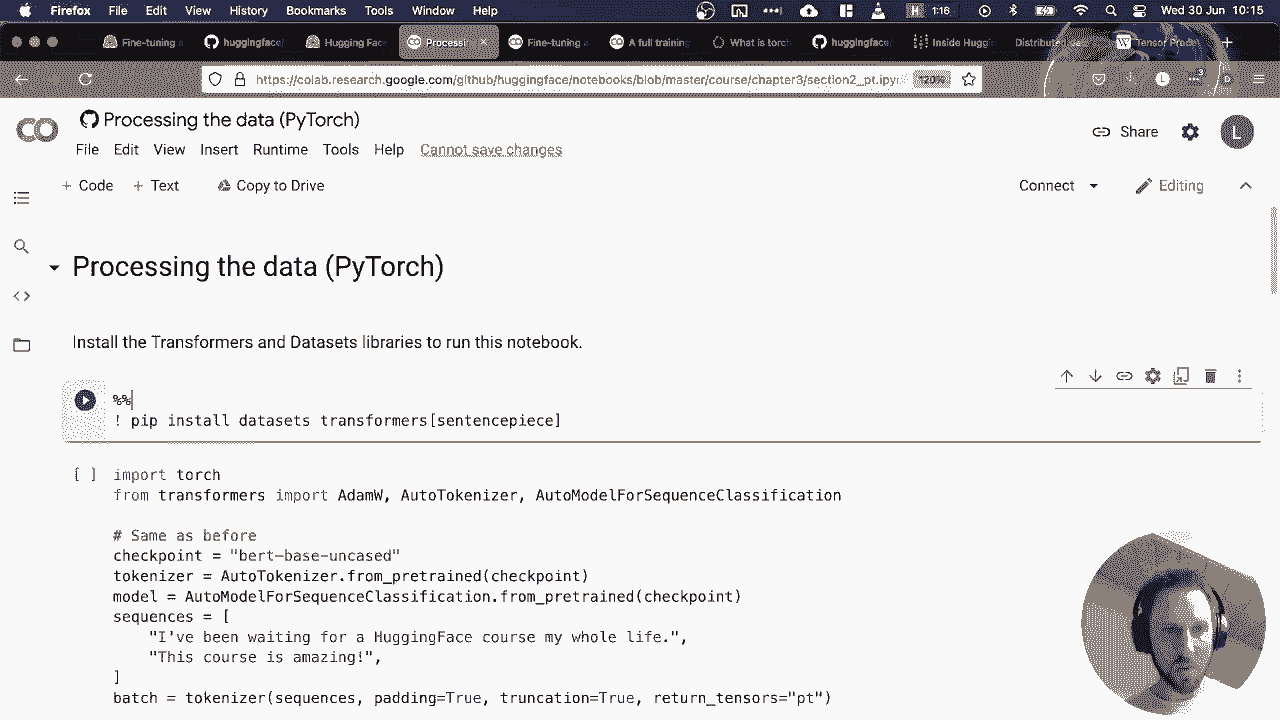 Firefox File Edit View History Bookmarks Tools Window Help 1:16 Wed 30 Jun 10:15
Fine-tuning a huggingface/ Hugging Face Processi Fine-tuning a A full training What is torch huggingface/ Inside Huggin Distributed
https://colab.research.google.com/github/huggingface/notebooks/blob/master/course/chapter3/section2_pt.ipyn 120% L
CO Processing the data (PyTorch)
Share L
File Edit View Insert Runtime Tools Help Cannot save changes
+ Code + Text Copy to Drive Connect Editing
Processing the data (PyTorch)
Install the Transformers and Datasets libraries to run this notebook.
%%
! pip install datasets transformers[sentencepiece]
[ ] import torch
from transformers import AdamW, AutoTokenizer, AutoModelForSequenceClassification
# Same as before
checkpoint = "bert-base-uncased"
tokenizer = AutoTokenizer.from_pretrained(checkpoint)
model = AutoModelForSequenceClassification.from_pretrained(checkpoint)
sequences = [
"I've been waiting for a HuggingFace course my whole life.",
"This course is amazing!",
]
batch = tokenizer(sequences, padding=True, truncation=True, return_tensors="pt")